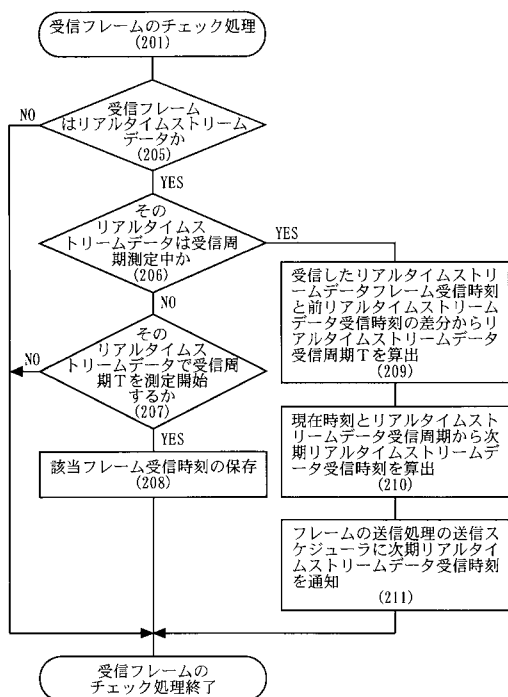 受信フレームのチェック処理
(201)
受信フレーム
はリアルタイムストリーム
データか
(205)
NO
YES
その
リアルタイムス
トリームデータは受信周
期測定中か
(206)
YES
NO
その
リアルタイムス
トリームデータで受信周
期Tを測定開始
するか
(207)
NO
YES
該当フレーム受信時刻の保存
(208)
受信したリアルタイムストリ
ームデータフレーム受信時刻
と前リアルタイムストリーム
データ受信時刻の差分からリ
アルタイムストリームデータ
受信周期Tを算出
(209)
現在時刻とリアルタイムスト
リームデータ受信周期から次
期リアルタイムストリームデ
ータ受信時刻を算出
(210)
フレームの送信処理の送信ス
ケジューラに次期リアルタイ
ムストリームデータ受信時刻
を通知
(211)
受信フレームの
チェック処理終了